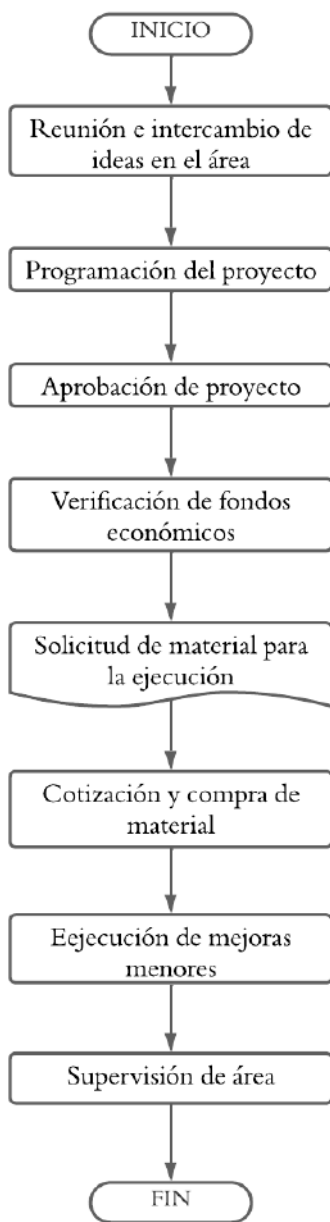 INICIO
Reunión e intercambio de
ideas en el área
Programación del proyecto
Aprobación de proyecto
Verificación de fondos
económicos
Solicitud de material para
la ejecución
Cotización y compra de
material
Eejecución de mejoras
menores
Supervisión de área
FIN